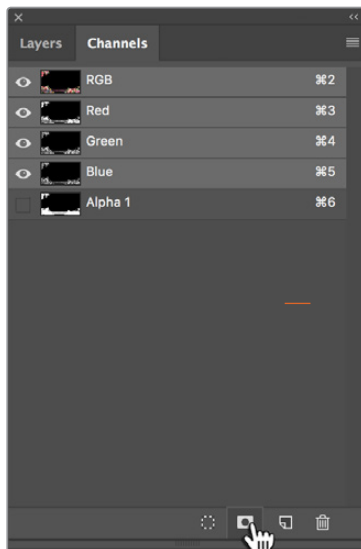 Layers Channels
RGB ⌘2
Red ⌘3
Green ⌘4
Blue ⌘5
Alpha 1 ⌘6